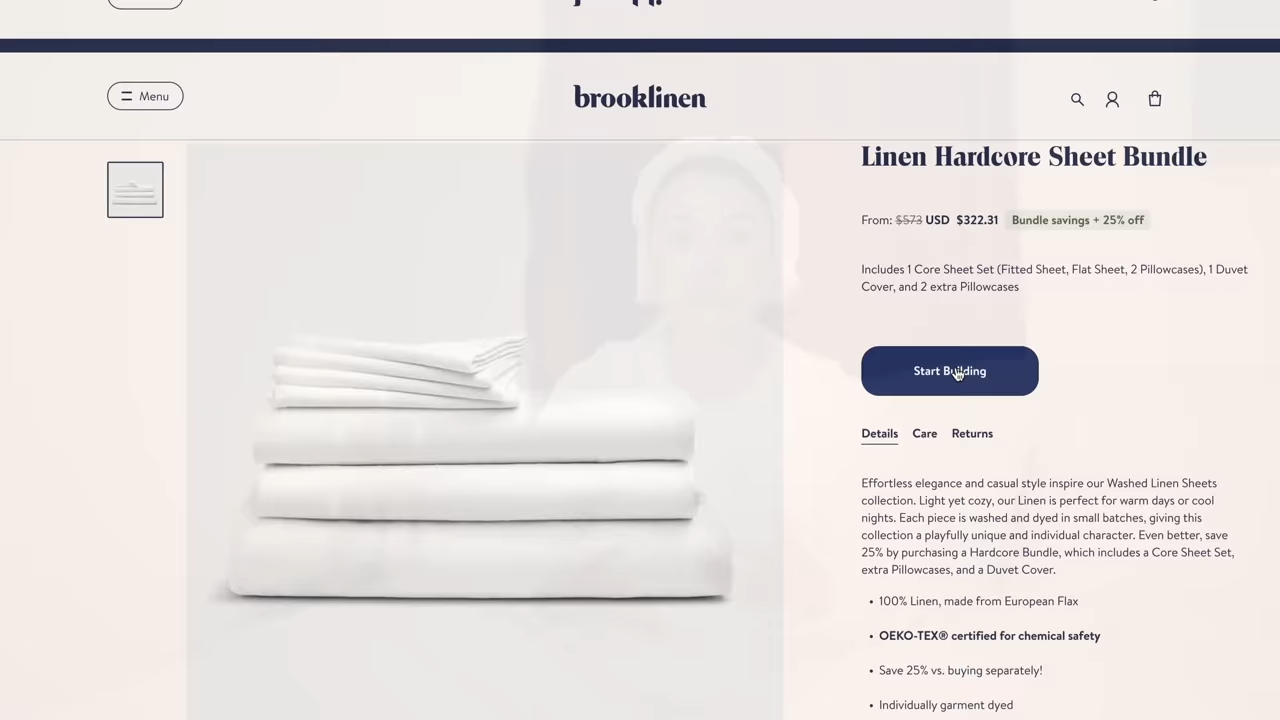 Menu
brooklinen
Linen Hardcore Sheet Bundle
From: $573 USD $322.31 Bundle savings + 25% off
Includes 1 Core Sheet Set (Fitted Sheet, Flat Sheet, 2 Pillowcases), 1 Duvet
Cover, and 2 extra Pillowcases
Start Building
Details Care Returns
Effortless elegance and casual style inspire our Washed Linen Sheets
collection. Light yet cozy, our Linen is perfect for warm days or cool
nights. Each piece is washed and dyed in small batches, giving this
collection a playfully unique and individual character. Even better, save
25% by purchasing a Hardcore Bundle, which includes a Core Sheet Set,
extra Pillowcases, and a Duvet Cover.
• 100% Linen, made from European Flax
• OEKO-TEX® certified for chemical safety
• Save 25% vs. buying separately!
• Individually garment dyed